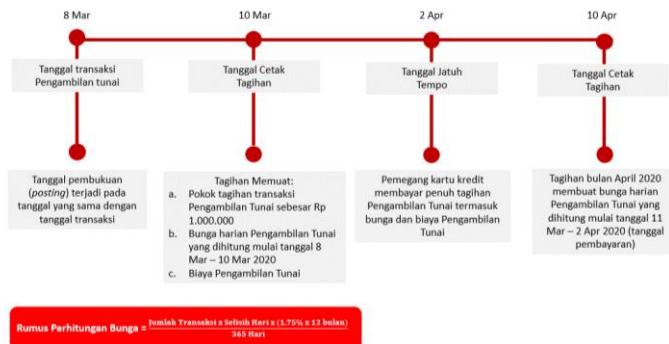 8 Mar
10 Mar
2 Apr
10 Apr
Tanggal transaksi
Pengambilan tunai
Tanggal Cetak
Tagihan
Tanggal Jatuh
Tempo
Tanggal Cetak
Tagihan
Tanggal pembukuan
(posting) terjadi pada
tanggal yang sama dengan
tanggal transaksi
Tagihan Memuat:
a. Pokok tagihan transaksi
Pengambilan Tunai sebesar Rp
1.000.000
b. Bunga harian Pengambilan Tunai
yang dihitung mulai tanggal 8
Mar – 10 Mar 2020
c. Biaya Pengambilan Tunai
Pemegang kartu kredit
membayar penuh tagihan
Pengambilan Tunai termasuk
bunga dan biaya Pengambilan
Tunai
Tagihan bulan April 2020
membuat bunga harian
Pengambilan Tunai yang
dihitung mulai tanggal 11
Mar – 2 Apr 2020 (tanggal
pembayaran)
Rumus Perhitungan Bunga = Jumlah Transaksi x Selisih Hari x (1.75% x 12 bulan)
365 Hari